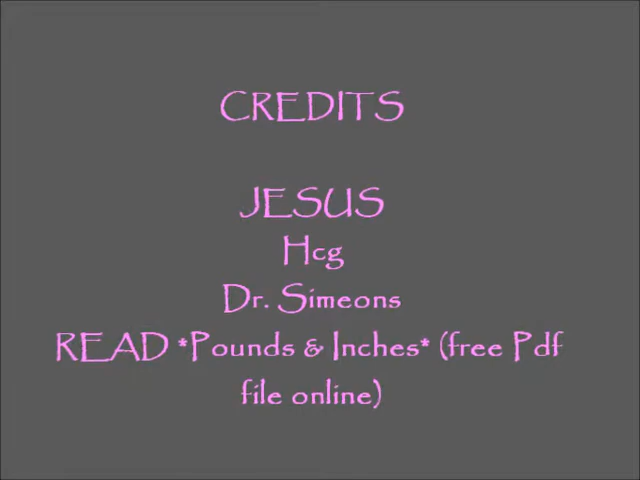 CREDITS
JESUS
Hcg
Dr. Simeons
READ *Pounds & Inches* (free Pdf
file online)